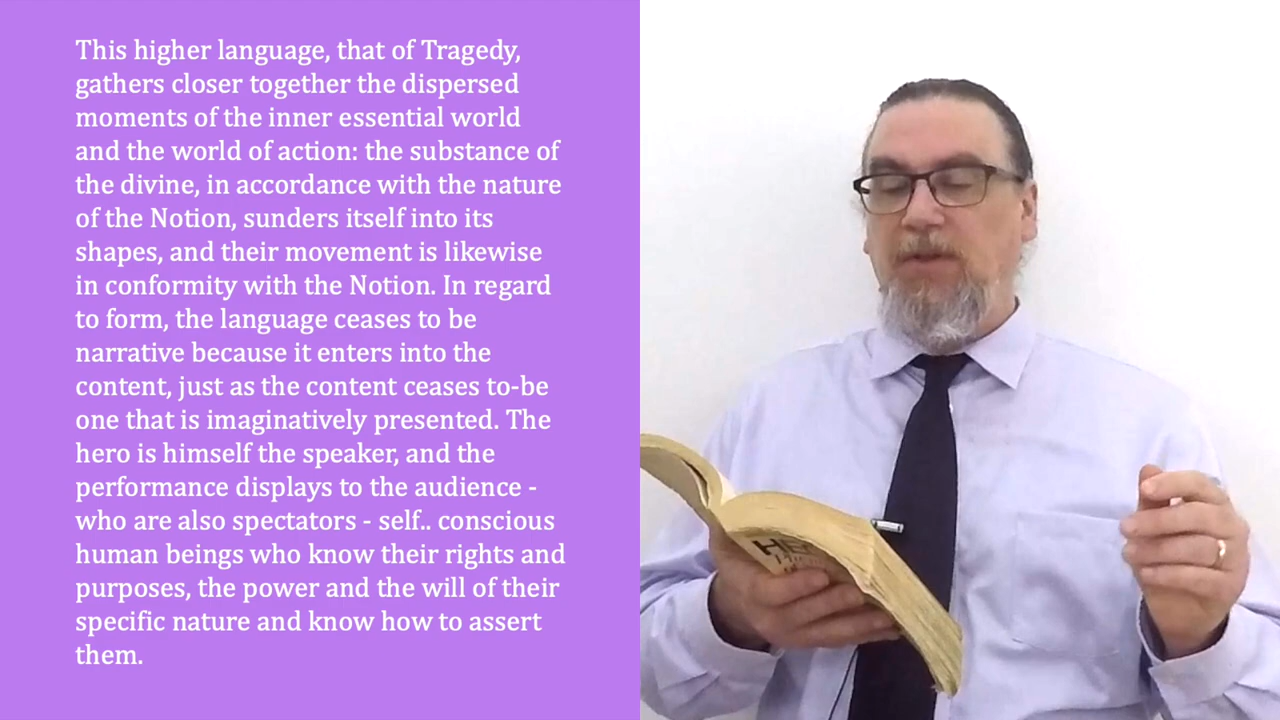 This higher language, that of Tragedy,
gathers closer together the dispersed
moments of the inner essential world
and the world of action: the substance of
the divine, in accordance with the nature
of the Notion, sunders itself into its
shapes, and their movement is likewise
in conformity with the Notion. In regard
to form, the language ceases to be
narrative because it enters into the
content, just as the content ceases to-be
one that is imaginatively presented. The
hero is himself the speaker, and the
performance displays to the audience -
who are also spectators - self.. conscious
human beings who know their rights and
purposes, the power and the will of their
specific nature and know how to assert
them.